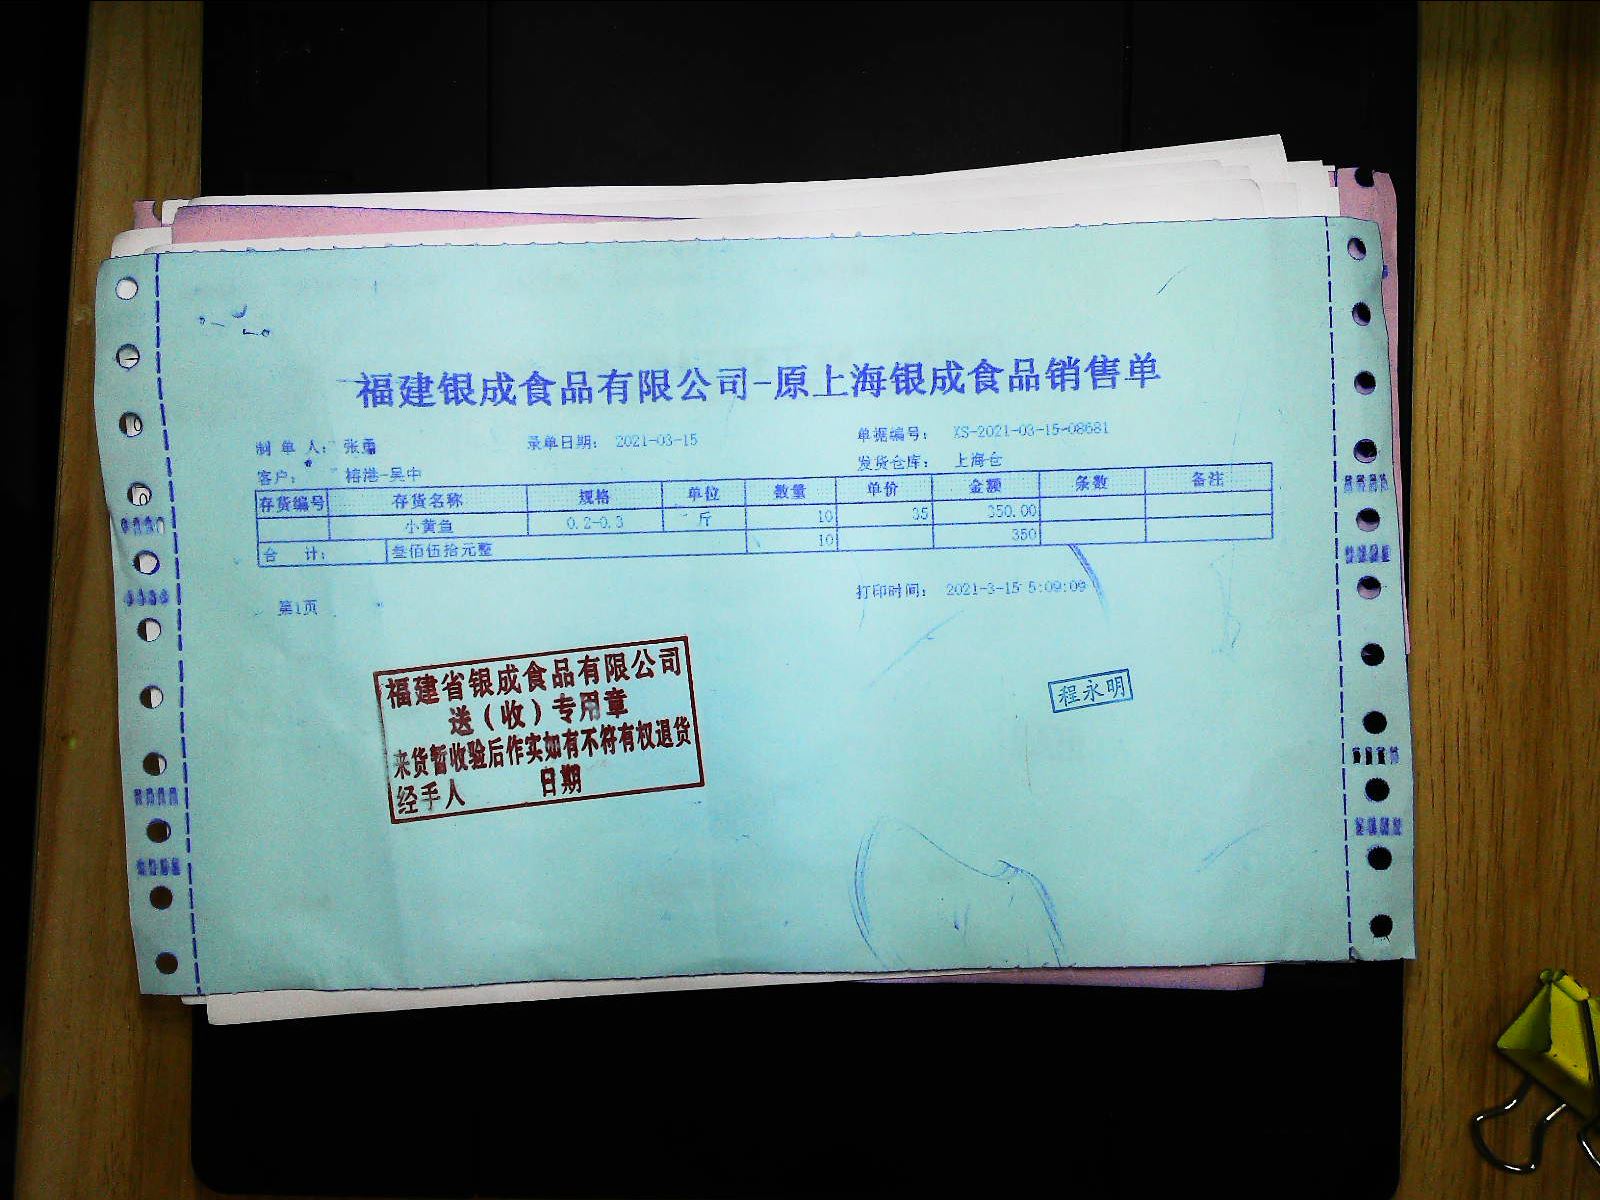 福建银成食品有限公司-原上海银成食品销售单
制 单 人： 张勇 录单日期： 2021-03-15 单据编号： XS-2021-03-15-08681
客户： 榕港-吴中 发货仓库： 上海仓
存货编号 存货名称 规格 单位 数量 单价 金额 条数 备注
小黄鱼 0.2-0.3 斤 10 35 350.00
合 计： 叁佰伍拾元整 10 350
第1页 打印时间： 2021-3-15 5:09:09
福建省银成食品有限公司
送（收）专用章
来货暂收验后作实如有不符有权退货
经手人 日期
程永明